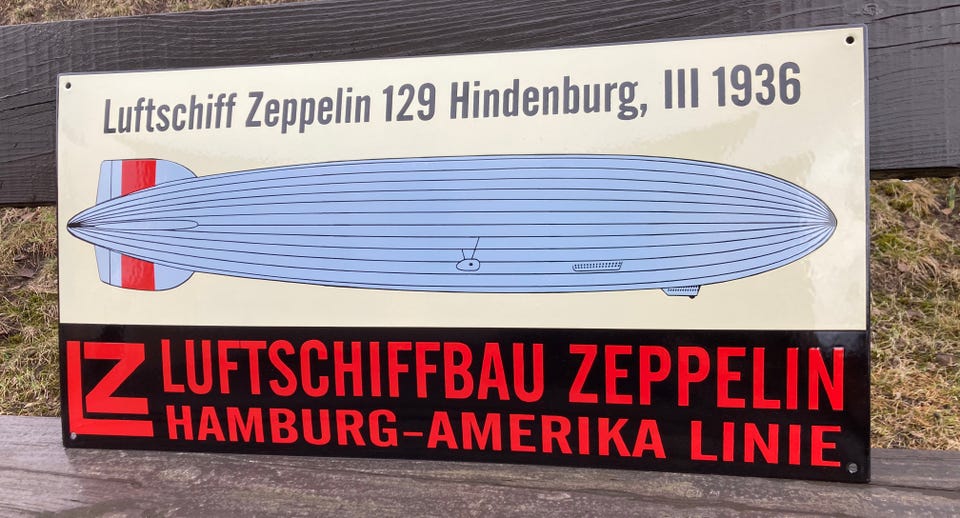 Luftschiff Zeppelin 129 Hindenburg, III 1936
LZ
LUFTSCHIFFBAU ZEPPELIN
HAMBURG-AMERIKA LINIE